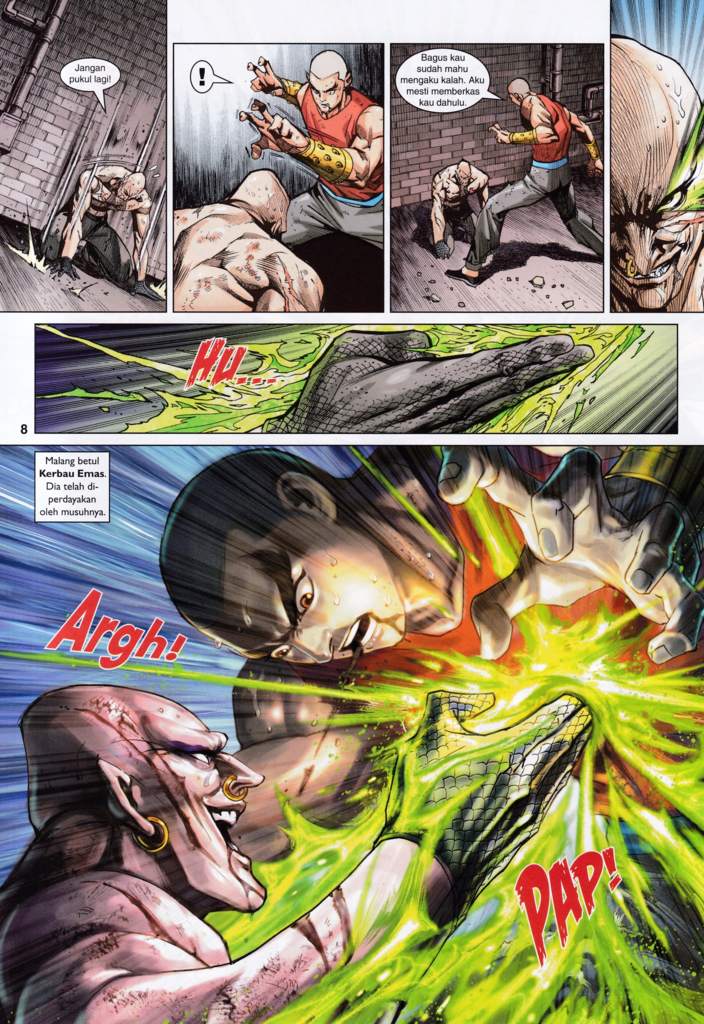 Jangan
pukul lagi!
!
Bagus kau
sudah mahu
mengaku kalah. Aku
mesti memberkas
kau dahulu.
Hu...
8
Malang betul
Kerbau Emas.
Dia telah di-
perdayakan
oleh musuhnya.
Argh!
PAP!